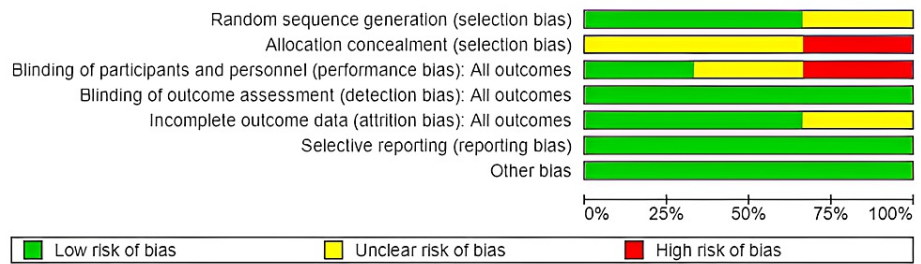 Random sequence generation (selection bias)
Allocation concealment (selection bias)
Blinding of participants and personnel (performance bias): All outcomes
Blinding of outcome assessment (detection bias): All outcomes
Incomplete outcome data (attrition bias): All outcomes
Selective reporting (reporting bias)
Other bias
0% 25% 50% 75% 100%
Low risk of bias Unclear risk of bias High risk of bias